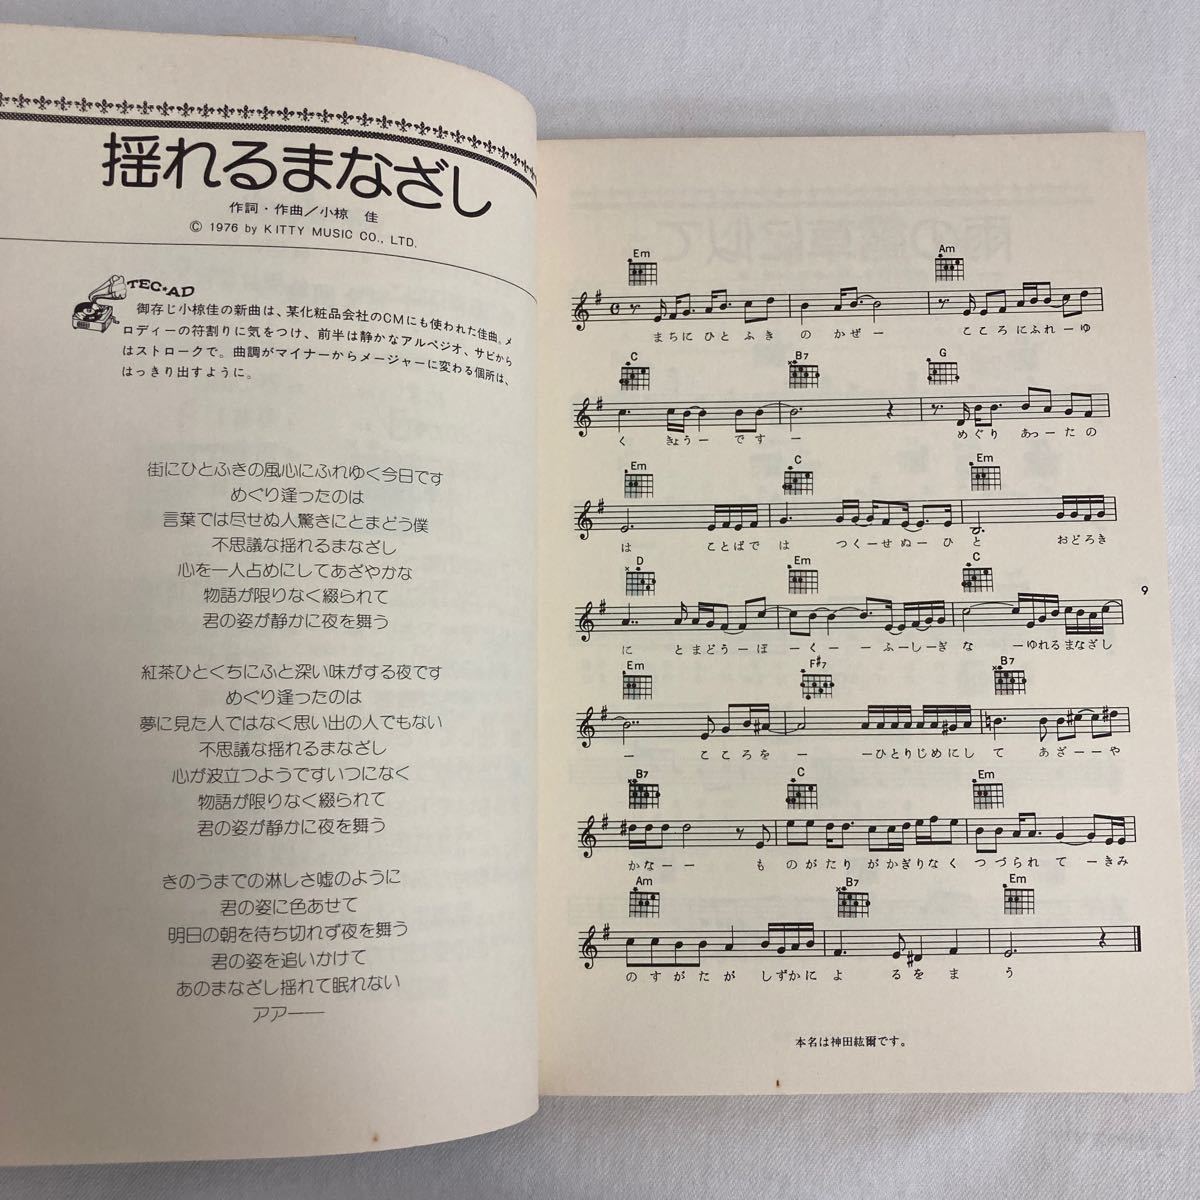 揺れるまなざし
作詞・作曲／小椋　佳
Ⓒ 1976 by KITTY MUSIC CO., LTD.
TEC・AD
御存じ小椋佳の新曲は、某化粧品会社のCMにも使われた佳曲。メ
ロディーの符割りに気をつけ、前半は静かなアルペジオ、サビから
はストロークで。曲調がマイナーからメージャーに変わる個所は、
はっきり出すように。
街にひとふきの風心にふれゆく今日です
めぐり逢ったのは
言葉では尽せぬ人驚きにとまどう僕
不思議な揺れるまなざし
心を一人占めにしてあざやかな
物語が限りなく綴られて
君の姿が静かに夜を舞う
紅茶ひとくちにふと深い味がする夜です
めぐり逢ったのは
夢に見た人ではなく思い出の人でもない
不思議な揺れるまなざし
心が波立つようですいつになく
物語が限りなく綴られて
君の姿が静かに夜を舞う
きのうまでの淋しさ嘘のように
君の姿に色あせて
明日の朝を待ち切れず夜を舞う
君の姿を追いかけて
あのまなざし揺れて眠れない
アアー――
Em Am
まちに ひと ふき の かぜー こころ にふれーゆ
C B7 G
く きょうー ですー めぐり あったの
Em C Em
は ことばで は つくーせぬーひ と おどろき
D Em C
に とまどうーぼーくーーふーしーぎ な ーゆれる まなざし
Em F#7 B7
ー こころを ー ーひとりじめにし て あざーーや
B7 C Em
かなーー ものがたり がかぎりなく つづられ て ーきみ
Am B7 Em
のすがたが しずかに よ るをま う
9
本名は神田紘爾です。